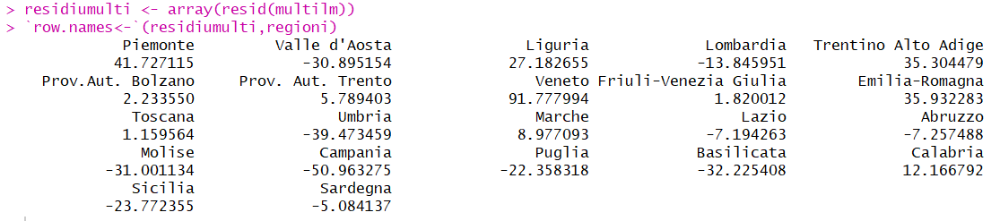 > residiumulti <- array(resid(multilm))
> `row.names<-`(residiumulti,regioni)
Piemonte Valle d'Aosta Liguria Lombardia Trentino Alto Adige
41.727115 -30.895154 27.182655 -13.845951 35.304479
Prov.Aut. Bolzano Prov. Aut. Trento Veneto Friuli-Venezia Giulia Emilia-Romagna
2.233550 5.789403 91.777994 1.820012 35.932283
Toscana Umbria Marche Lazio Abruzzo
1.159564 -39.473459 8.977093 -7.194263 -7.257488
Molise Campania Puglia Basilicata Calabria
-31.001134 -50.963275 -22.358318 -32.225408 12.166792
Sicilia Sardegna
-23.772355 -5.084137